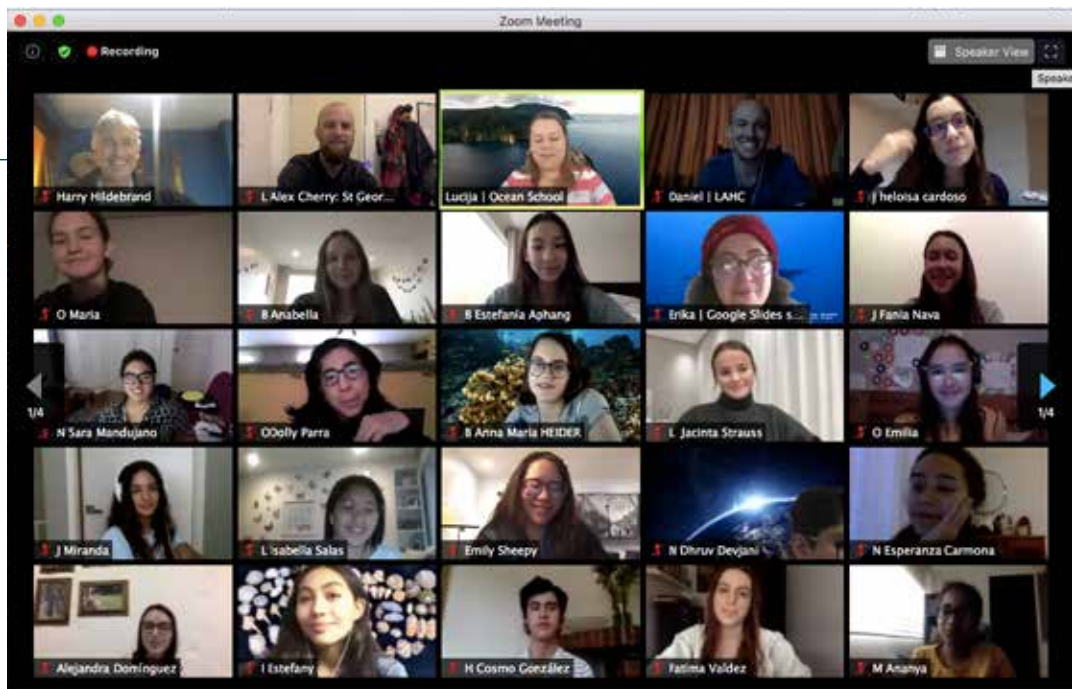 Zoom Meeting
Recording
Speaker View
Speake
Harry Hildebrand
L Alex Cherry: St Geor...
Lucija | Ocean School
Daniel | LAHC
J heloisa cardoso
O Maria
B Anabella
B Estefania Aphang
Erika | Google Slides s...
J Fania Nava
N Sara Mandujano
ODolly Parra
B Anna Maria HEIDER
L Jacinta Strauss
O Emilia
1/4
1/4
J Miranda
L Isabella Salas
Emily Sheepy
N Dhruv Devjani
N Esperanza Carmona
Alejandra Domínguez
I Estefany
H Cosmo González
Fatima Valdez
M Ananya